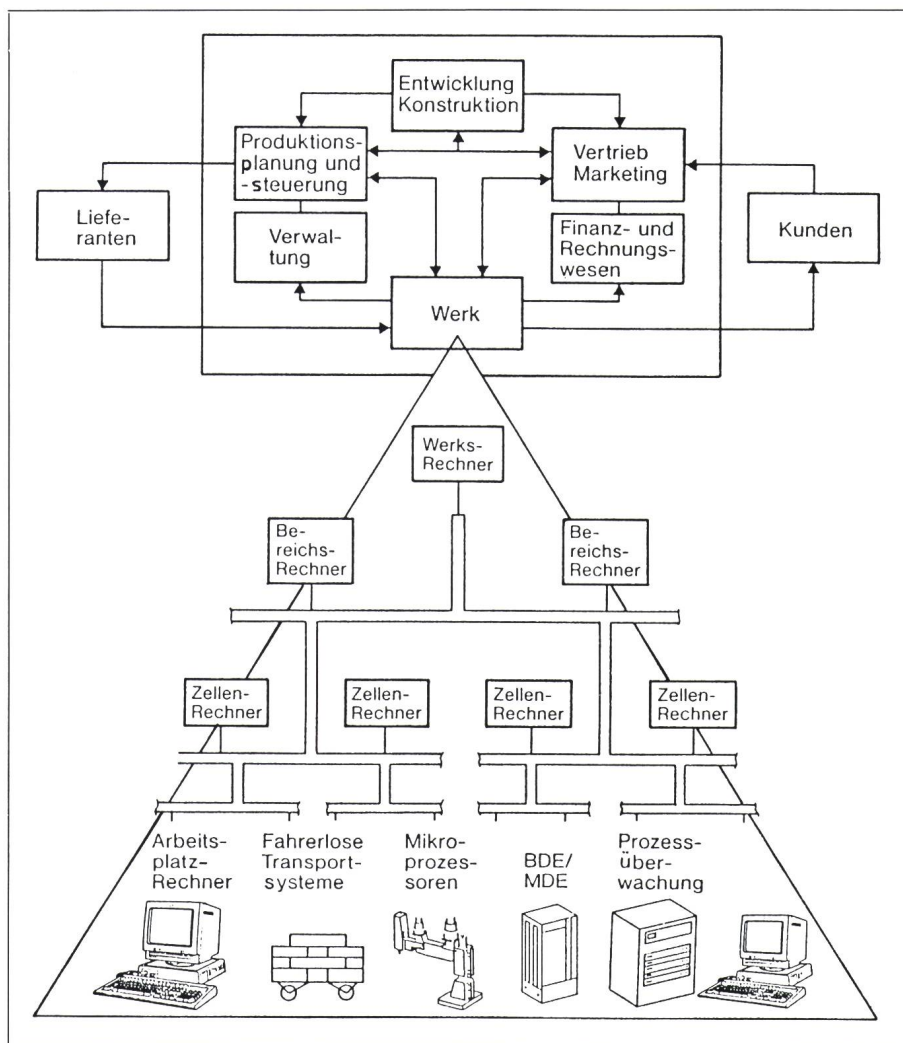 Entwicklung
Konstruktion
Produktions-
planung und
-steuerung
Vertrieb
Marketing
Liefe-
ranten
Verwal-
tung
Finanz- und
Rechnungs-
wesen
Kunden
Werk
Werks-
Rechner
Be-
reichs-
Rechner
Be-
reichs-
Rechner
Zellen-
Rechner
Zellen-
Rechner
Zellen-
Rechner
Zellen-
Rechner
Arbeits-
platz-
Rechner
Fahrerlose
Transport-
systeme
Mikro-
prozes-
soren
BDE/
MDE
Prozess-
über-
wachung